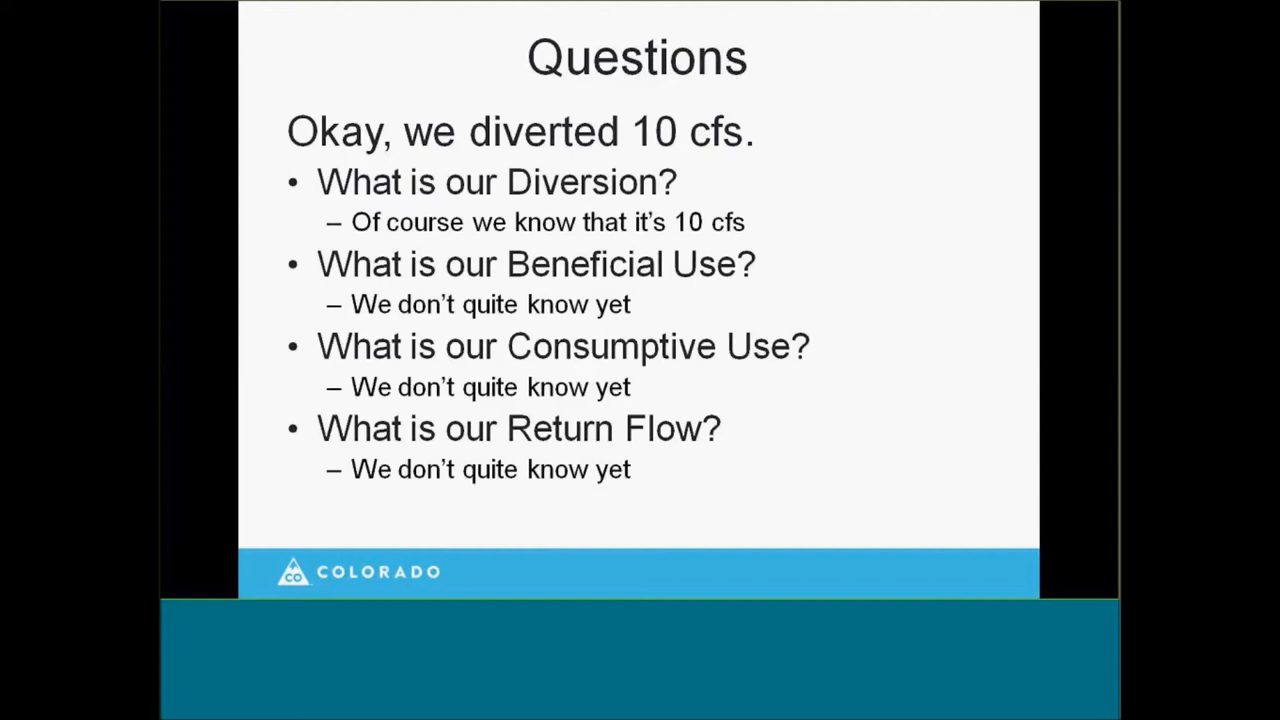 Questions
Okay, we diverted 10 cfs.
• What is our Diversion?
– Of course we know that it's 10 cfs
• What is our Beneficial Use?
– We don't quite know yet
• What is our Consumptive Use?
– We don't quite know yet
• What is our Return Flow?
– We don't quite know yet
CO COLORADO